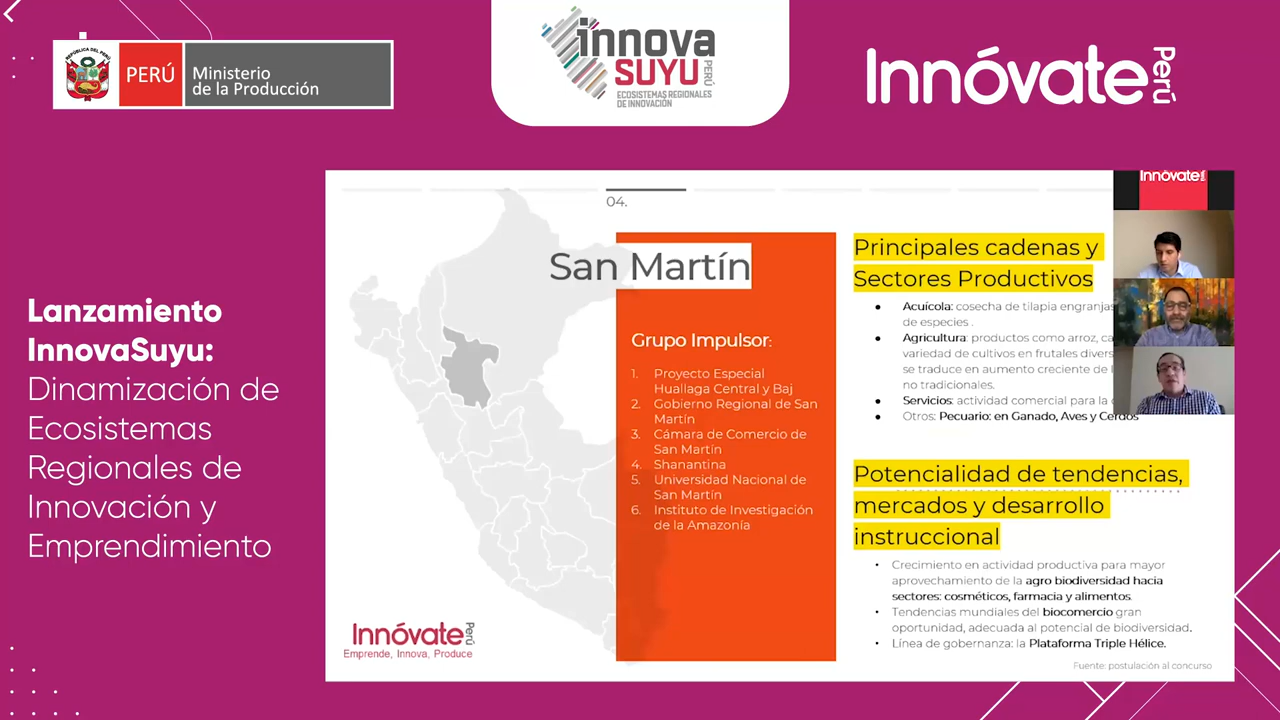 REPÚBLICA DEL PERÚ
PERÚ
Ministerio
de la Producción
innova
SUYU
PERÚ
ECOSISTEMAS REGIONALES
DE INNOVACIÓN
Innóvate
Perú
Lanzamiento
InnovaSuyu:
Dinamización de
Ecosistemas
Regionales de
Innovación y
Emprendimiento
04.
San Martín
Grupo Impulsor:
1. Proyecto Especial
Huallaga Central y Baj
2. Gobierno Regional de San
Martín
3. Cámara de Comercio de
San Martín
4. Shanantina
5. Universidad Nacional de
San Martín
6. Instituto de Investigación
de la Amazonía
Innóvate
Perú
Emprende, Innova, Produce
Principales cadenas y
Sectores Productivos
● Acuícola: cosecha de tilapia engranjas
de especies .
● Agricultura: productos como arroz,
variedad de cultivos en frutales
se traduce en aumento creciente de
no tradicionales.
● Servicios: actividad comercial para la
● Otros: Pecuario: en Ganado, Aves y Cerdos
Potencialidad de tendencias,
mercados y desarrollo
instruccional
• Crecimiento en actividad productiva para mayor
aprovechamiento de la agro biodiversidad hacia
sectores: cosméticos, farmacia y alimentos.
• Tendencias mundiales del biocomercio gran
oportunidad, adecuada al potencial de biodiversidad.
• Línea de gobernanza: la Plataforma Triple Hélice.
Fuente: postulación al concurso
Innóvate